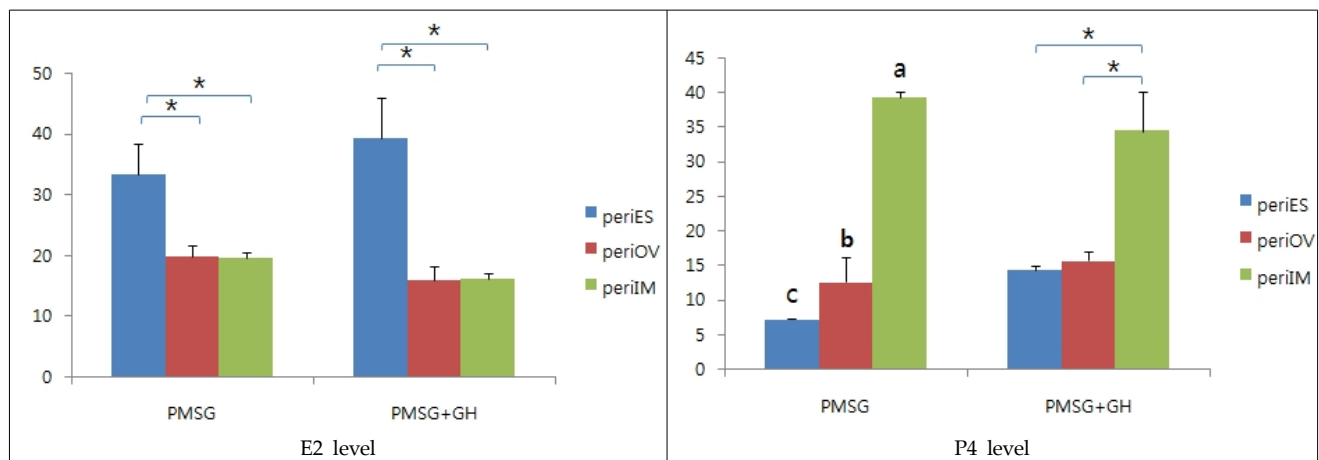 *
*
*
*
50
40
30
20
10
0
periES
periOV
periIM
PMSG
PMSG+GH
E2 level
*
*
a
b
c
45
40
35
30
25
20
15
10
5
0
periES
periOV
periIM
PMSG
PMSG+GH
P4 level